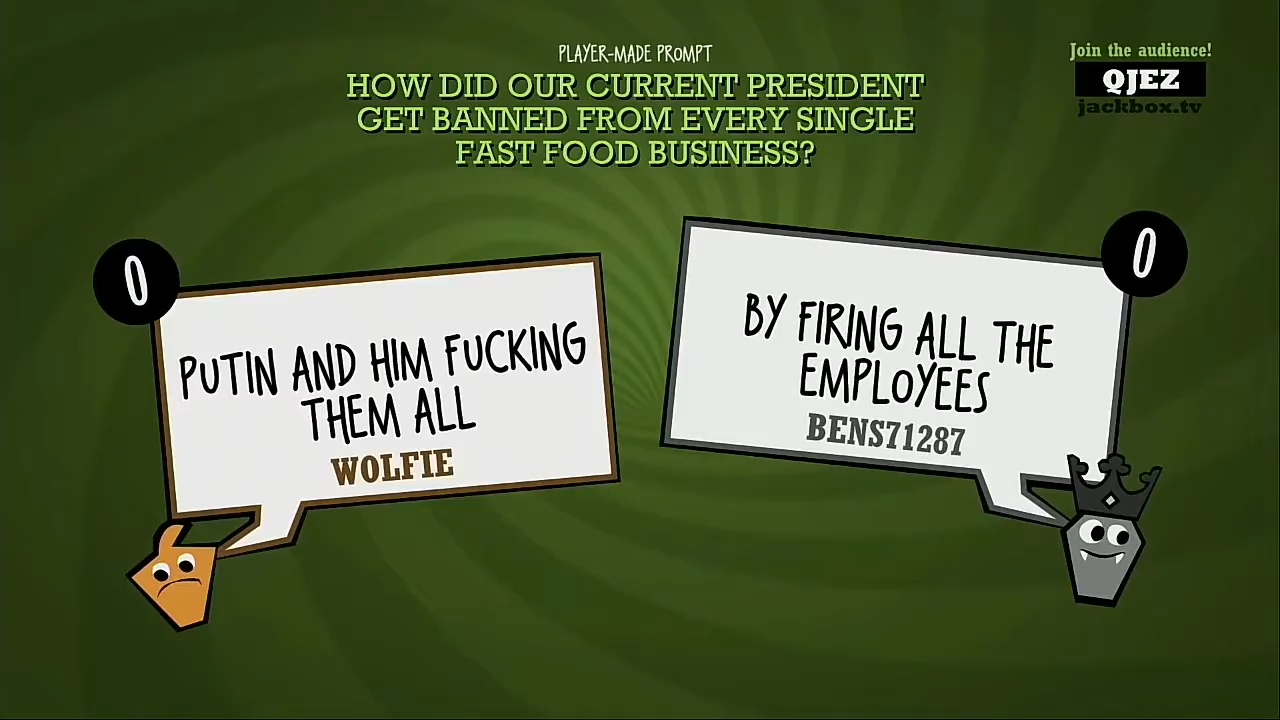 PLAYER-MADE PROMPT
HOW DID OUR CURRENT PRESIDENT
GET BANNED FROM EVERY SINGLE
FAST FOOD BUSINESS?
Join the audience!
QJEZ
jackbox.tv
0
PUTIN AND HIM FUCKING
THEM ALL
WOLFIE
0
BY FIRING ALL THE
EMPLOYEES
BENS71287